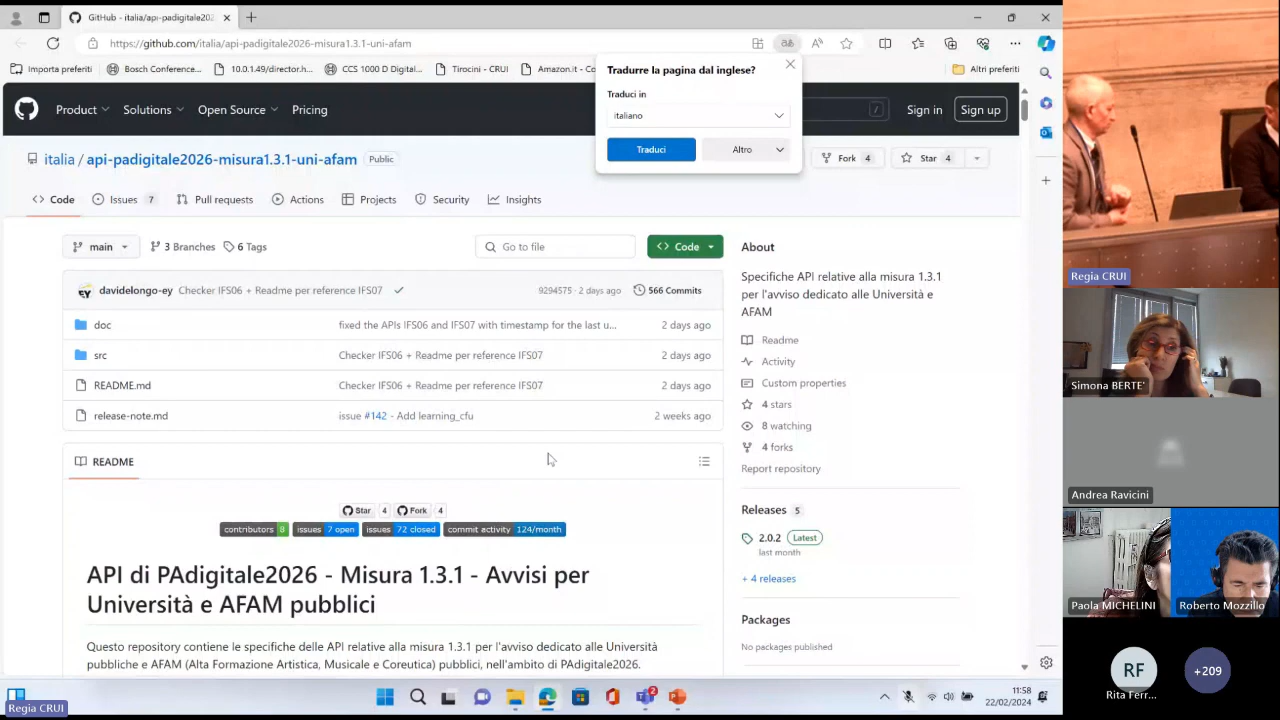 GitHub - italia/api-padigitale202
https://github.com/italia/api-padigitale2026-misura1.3.1-uni-afam
Importa preferiti
Bosch Conference...
10.0.1.49/director.h...
CCS 1000 D Digital...
Tirocini - CRUI
Amazon.it - Co
Altri preferiti
Tradurre la pagina dal inglese?
Traduci in
italiano
Traduci
Altro
Product
Solutions
Open Source
Pricing
/
Sign in
Sign up
italia / api-padigitale2026-misura1.3.1-uni-afam
Public
Fork 4
Star 4
Code
Issues 7
Pull requests
Actions
Projects
Security
Insights
main
3 Branches
6 Tags
Go to file
Code
EY
davidelongo-ey Checker IFS06 + Readme per reference IFS07
9294575 · 2 days ago
566 Commits
doc
fixed the APIs IFS06 and IFS07 with timestamp for the last u...
2 days ago
src
Checker IFS06 + Readme per reference IFS07
2 days ago
README.md
Checker IFS06 + Readme per reference IFS07
2 days ago
release-note.md
issue #142 - Add learning_cfu
2 weeks ago
README
Star 4
Fork 4
contributors 8
issues 7 open
issues 72 closed
commit activity 124/month
API di PAdigitale2026 - Misura 1.3.1 - Avvisi per
Università e AFAM pubblici
Questo repository contiene le specifiche delle API relative alla misura 1.3.1 per l'avviso dedicato alle Università
pubbliche e AFAM (Alta Formazione Artistica, Musicale e Coreutica) pubblici, nell'ambito di PAdigitale2026.
About
Specifiche API relative alla misura 1.3.1
per l'avviso dedicato alle Università e
AFAM
Readme
Activity
Custom properties
4 stars
8 watching
4 forks
Report repository
Releases 5
2.0.2 Latest
last month
+ 4 releases
Packages
No packages published
2
11:58
22/02/2024
Regia CRUI
Regia CRUI
Simona BERTE'
Andrea Ravicini
Paola MICHELINI
Roberto Mozzillo
RF
Rita Ferr...
+209